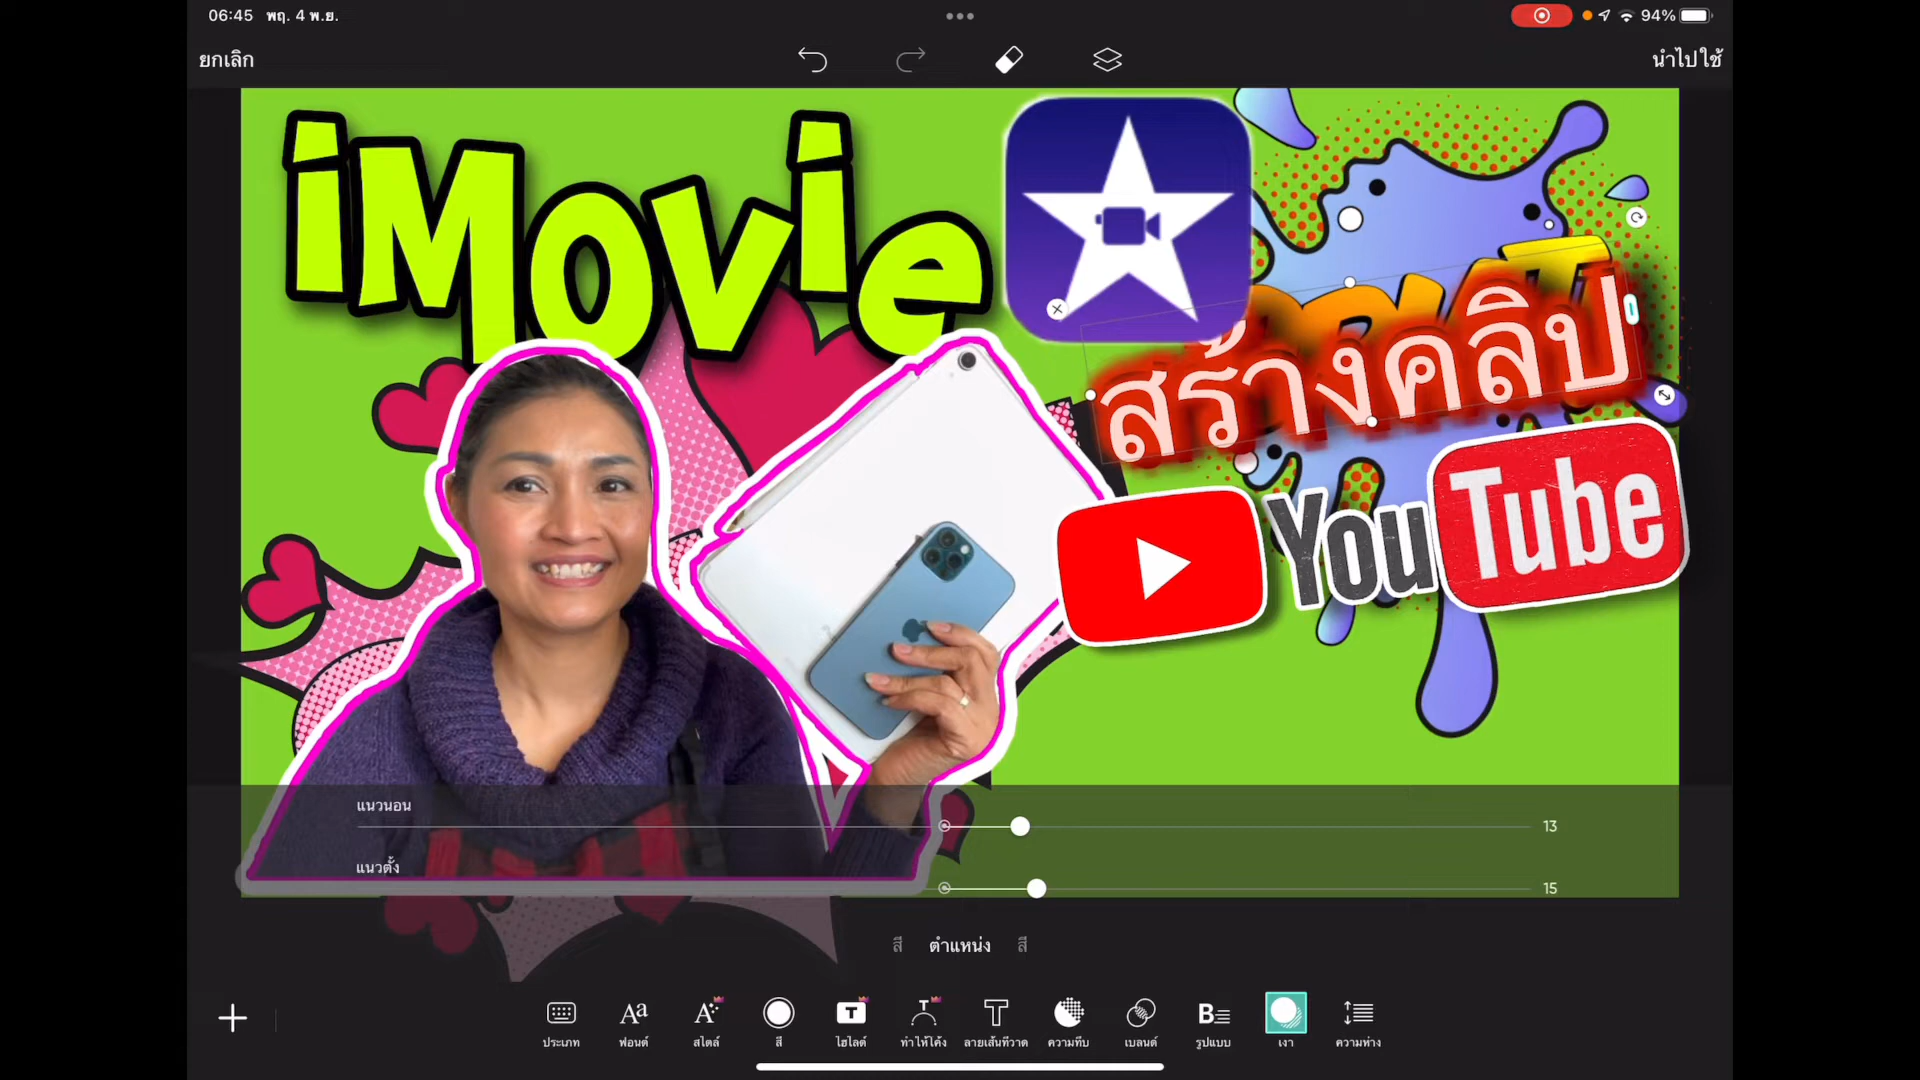 06:45 พฤ. 4 พ.ย.
94%
ยกเลิก
นำไปใช้
iMovie
สร้างคลิป
YouTube
แนวนอน
13
แนวตั้ง
15
สี ตำแหน่ง สี
ประเภท ฟอนต์ สไตล์ สี ไฮไลต์ ทำให้โค้ง ลายเส้นที่วาด ความทึบ เบลนด์ รูปแบบ เงา ความห่าง